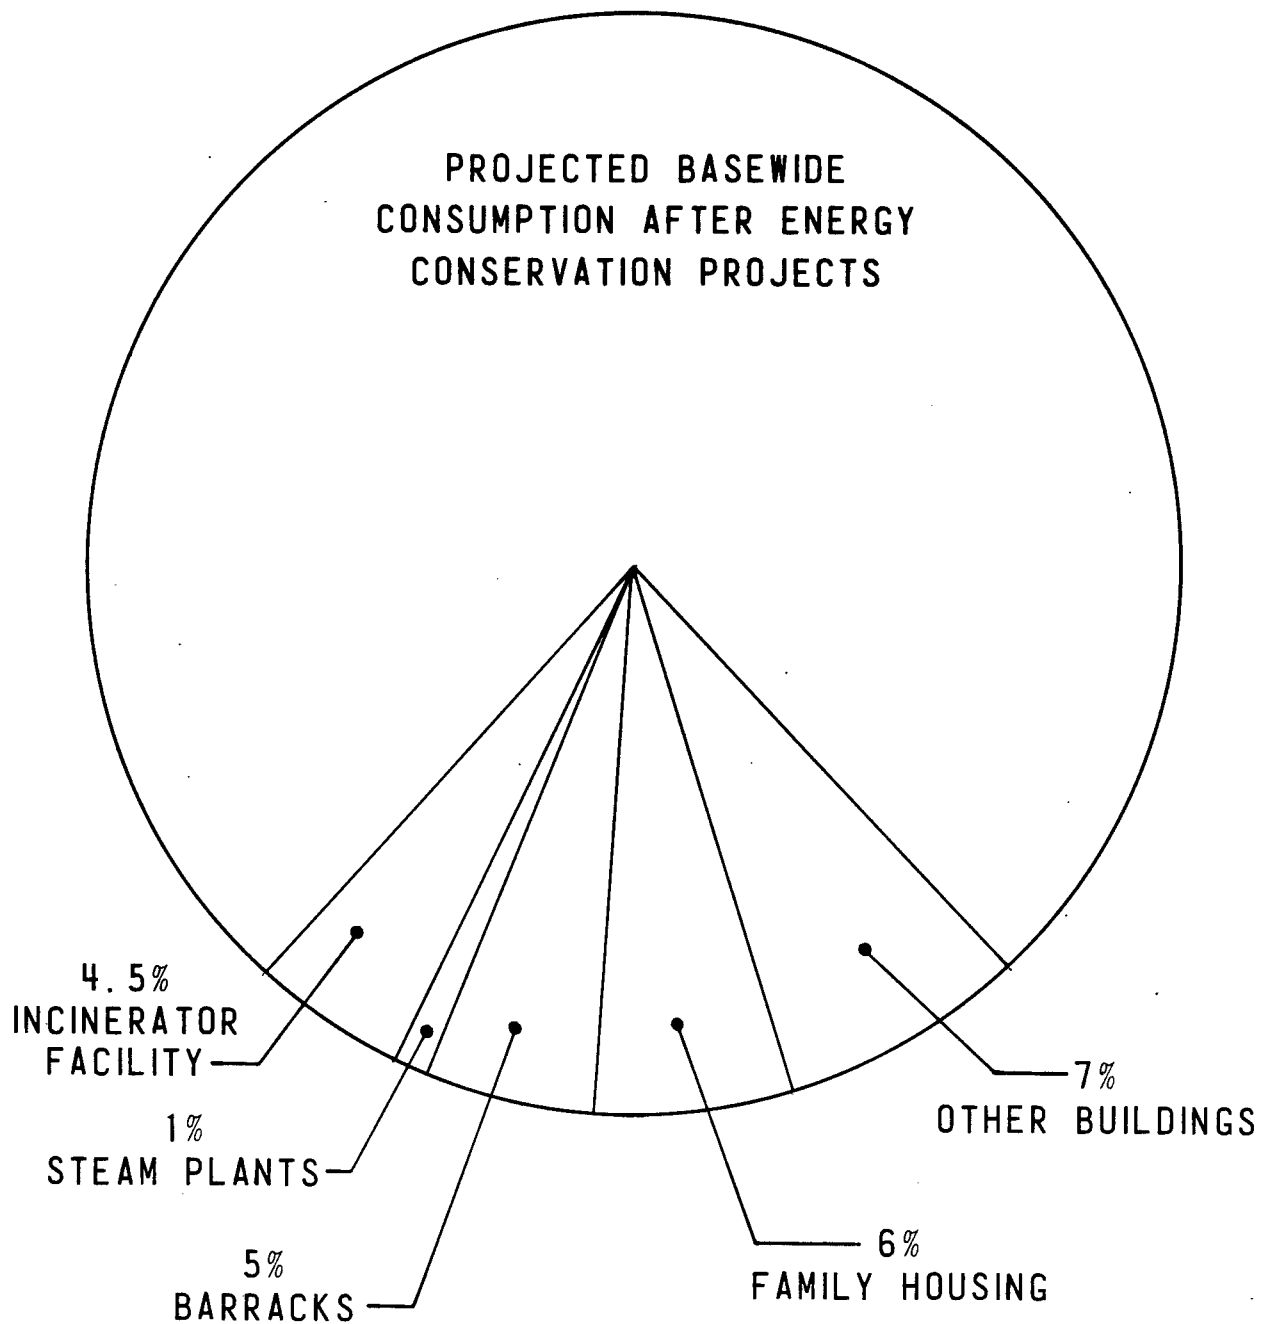 PROJECTED BASEWIDE
CONSUMPTION AFTER ENERGY
CONSERVATION PROJECTS
4.5%
INCINERATOR
FACILITY
1%
STEAM PLANTS
5%
BARRACKS
6%
FAMILY HOUSING
7%
OTHER BUILDINGS